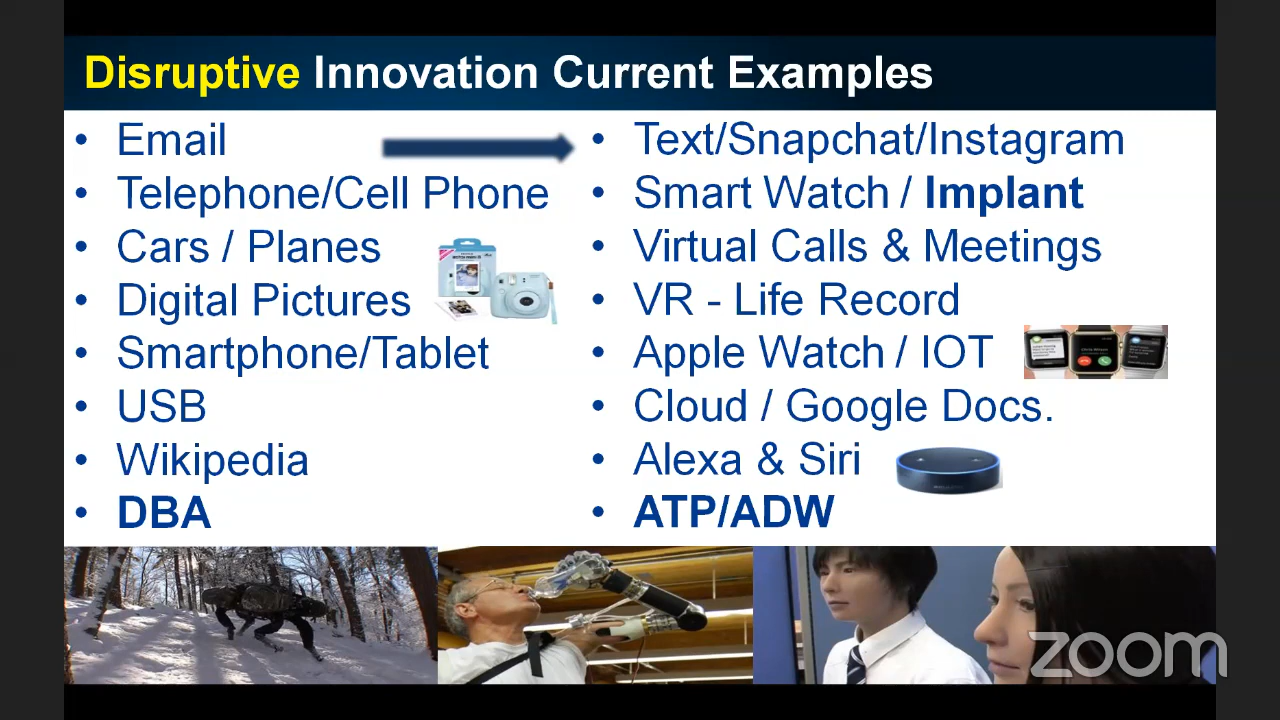 Disruptive Innovation Current Examples
• Email
• Telephone/Cell Phone
• Cars / Planes
• Digital Pictures
• Smartphone/Tablet
• USB
• Wikipedia
• DBA
• Text/Snapchat/Instagram
• Smart Watch / Implant
• Virtual Calls & Meetings
• VR - Life Record
• Apple Watch / IOT
• Cloud / Google Docs.
• Alexa & Siri
• ATP/ADW
zoom